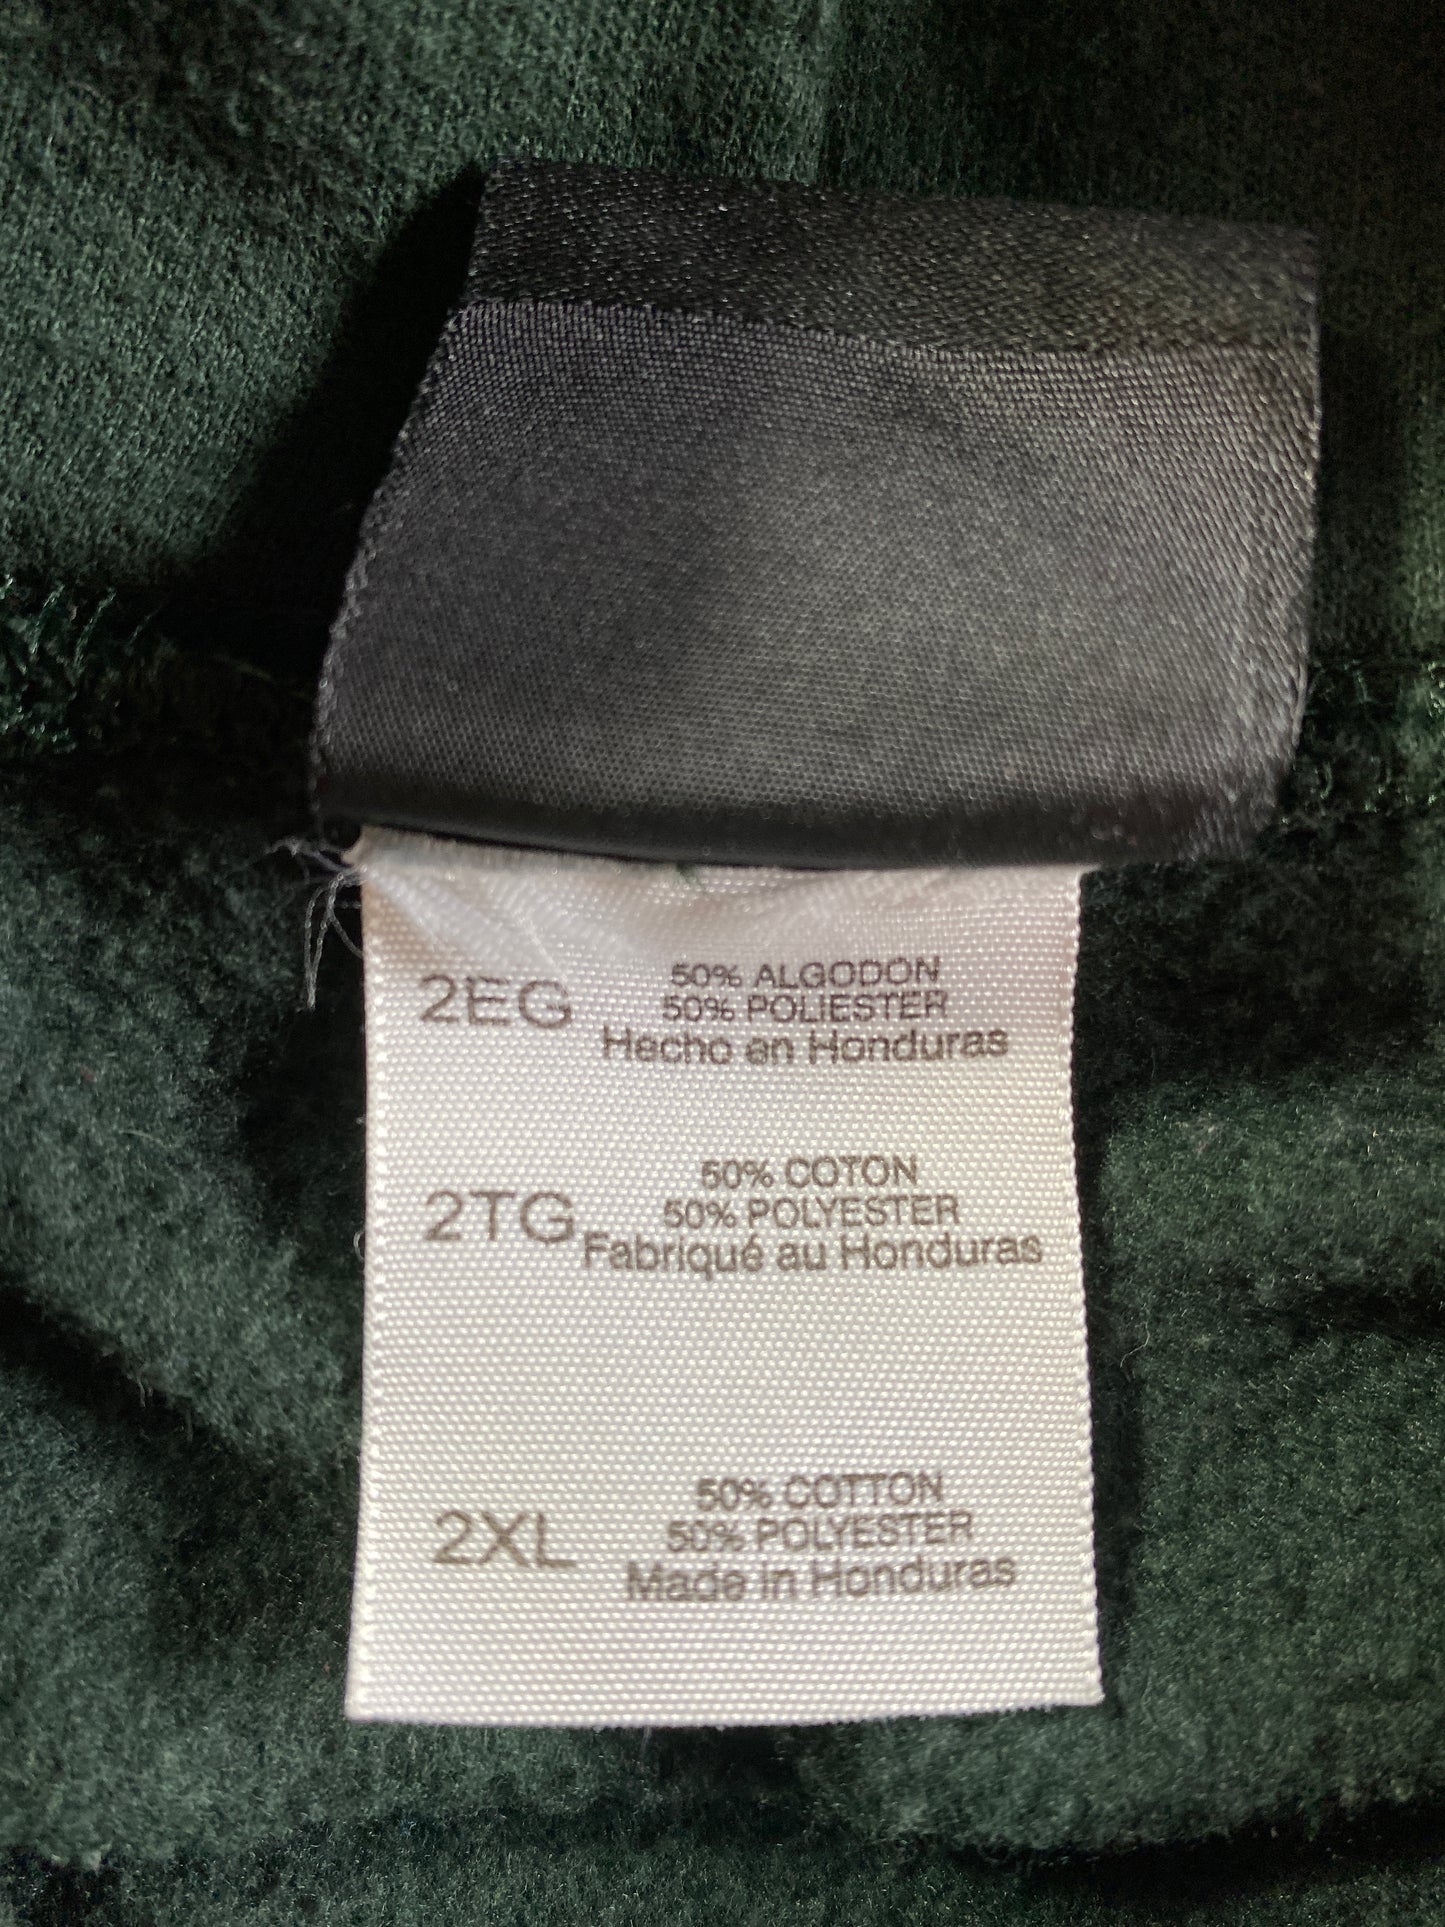 2EG
50% ALGODON
50% POLIESTER
Hecho en Honduras
2TG
50% COTON
50% POLYESTER
Fabriqué au Honduras
2XL
50% COTTON
50% POLYESTER
Made in Honduras